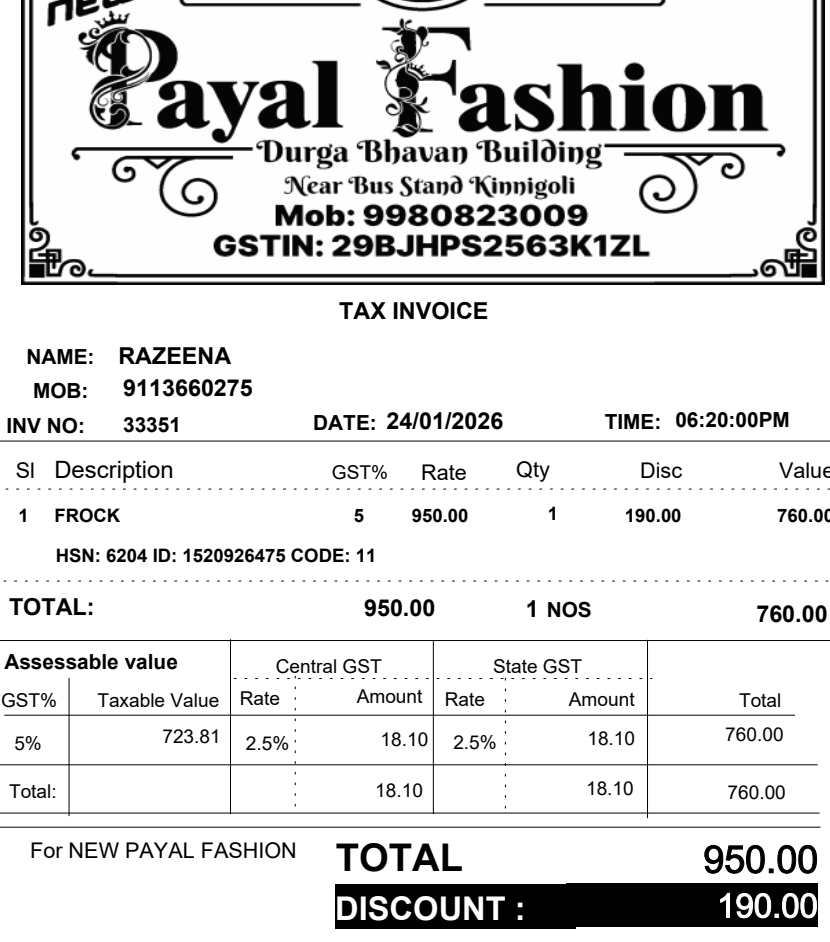 new
Payal Fashion
Durga Bhavan Building
Near Bus Stand Kinnigoli
Mob: 9980823009
GSTIN: 29BJHPS2563K1ZL
TAX INVOICE
NAME: RAZEENA
MOB: 9113660275
INV NO: 33351 DATE: 24/01/2026 TIME: 06:20:00PM
Sl Description GST% Rate Qty Disc Value
1 FROCK 5 950.00 1 190.00 760.00
HSN: 6204 ID: 1520926475 CODE: 11
TOTAL: 950.00 1 NOS 760.00
Assessable value Central GST State GST
GST% Taxable Value Rate Amount Rate Amount Total
5% 723.81 2.5% 18.10 2.5% 18.10 760.00
Total: 18.10 18.10 760.00
For NEW PAYAL FASHION TOTAL 950.00
DISCOUNT : 190.00